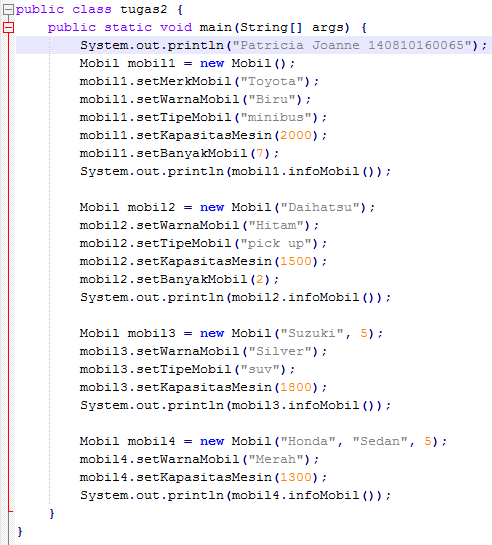 public class tugas2 {
    public static void main(String[] args) {
        System.out.println("Patricia Joanne 140810160065");
        Mobil mobil1 = new Mobil();
        mobil1.setMerkMobil("Toyota");
        mobil1.setWarnaMobil("Biru");
        mobil1.setTipeMobil("minibus");
        mobil1.setKapasitasMesin(2000);
        mobil1.setBanyakMobil(7);
        System.out.println(mobil1.infoMobil());

        Mobil mobil2 = new Mobil("Daihatsu");
        mobil2.setWarnaMobil("Hitam");
        mobil2.setTipeMobil("pick up");
        mobil2.setKapasitasMesin(1500);
        mobil2.setBanyakMobil(2);
        System.out.println(mobil2.infoMobil());

        Mobil mobil3 = new Mobil("Suzuki", 5);
        mobil3.setWarnaMobil("Silver");
        mobil3.setTipeMobil("suv");
        mobil3.setKapasitasMesin(1800);
        System.out.println(mobil3.infoMobil());

        Mobil mobil4 = new Mobil("Honda", "Sedan", 5);
        mobil4.setWarnaMobil("Merah");
        mobil4.setKapasitasMesin(1300);
        System.out.println(mobil4.infoMobil());
    }
}